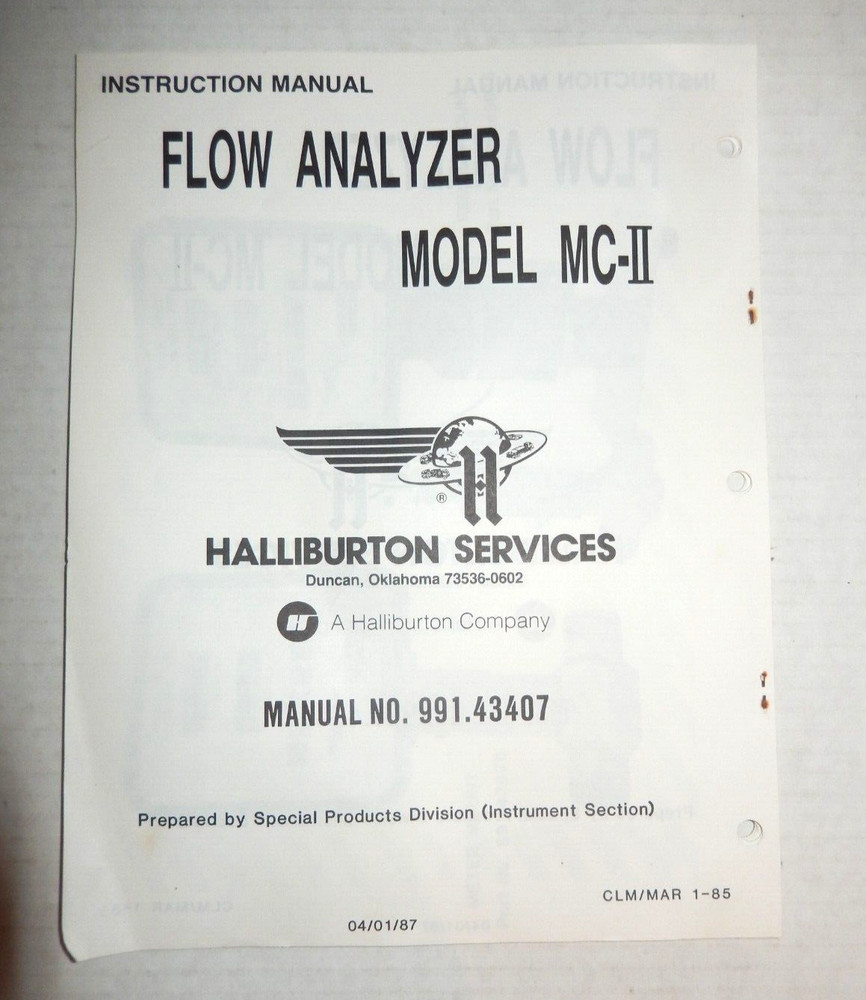 INSTRUCTION MANUAL
FLOW ANALYZER
MODEL MC-II
H
®
HALLIBURTON SERVICES
Duncan, Oklahoma 73536-0602
H A Halliburton Company
MANUAL NO. 991.43407
Prepared by Special Products Division (Instrument Section)
CLM/MAR 1-85
04/01/87